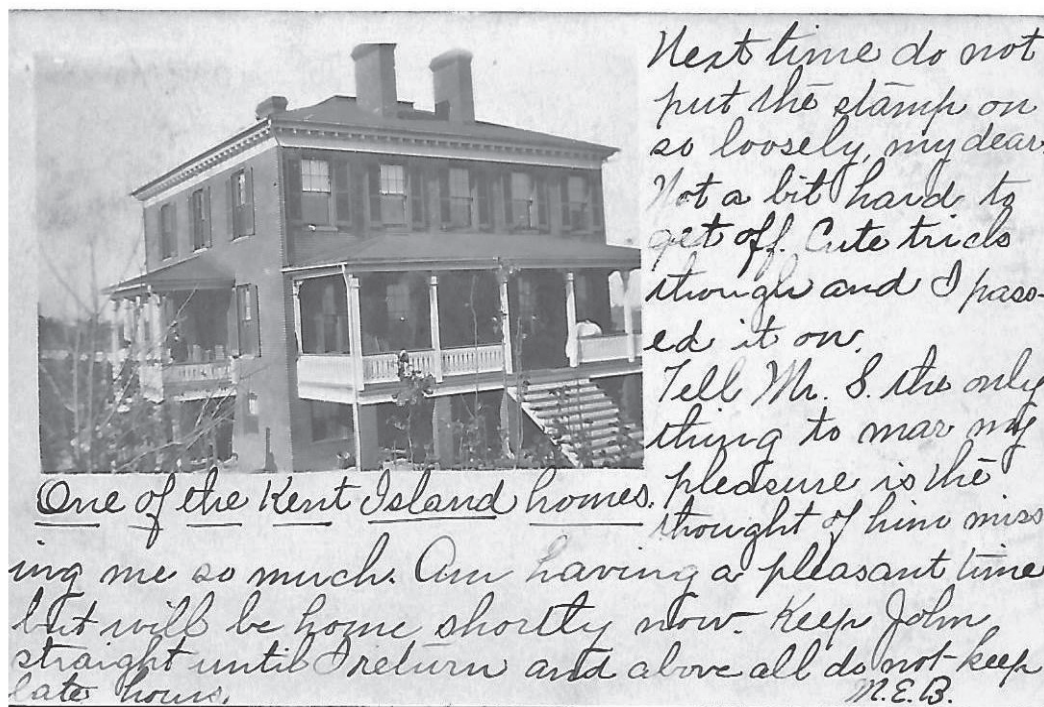 Next time do not
put the stamp on
so loosely, my dear.
Not a bit hard to
get off. Cute tricks
though and I pass-
ed it on.
Tell Mr. S. the only
thing to mar my
pleasure is the
thought of him miss
ing me so much. Am having a pleasant time
but will be home shortly now. Keep John
straight until I return and above all do not keep
late hours.
M.E.B.
One of the Kent Island homes.